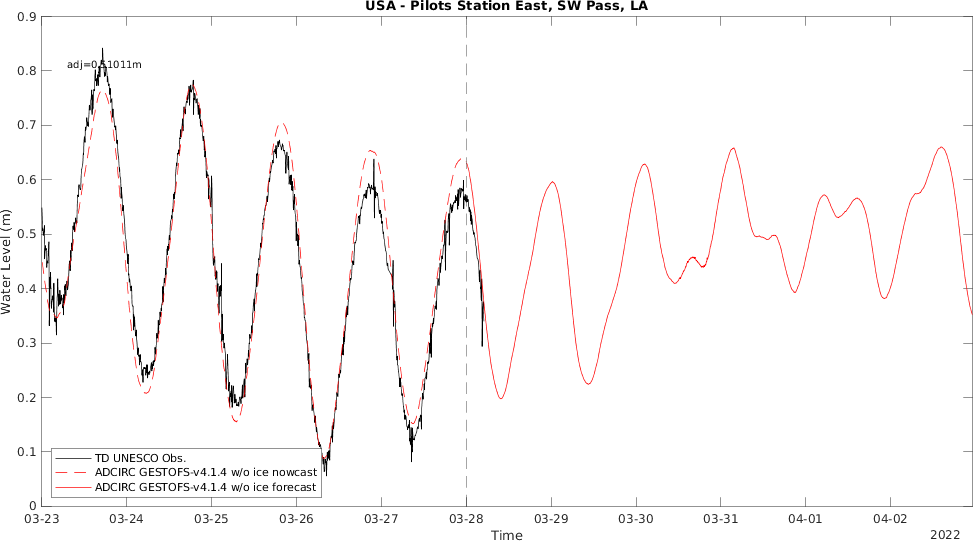 USA - Pilots Station East, SW Pass, LA
0.9
0.8
0.7
0.6
0.5
0.4
0.3
0.2
0.1
0
Water Level (m)
TD UNESCO Obs.
ADCIRC GESTOFS-v4.1.4 w/o ice nowcast
ADCIRC GESTOFS-v4.1.4 w/o ice forecast
03-23 03-24 03-25 03-26 03-27 03-28 03-29 03-30 03-31 04-01 04-02
Time
2022